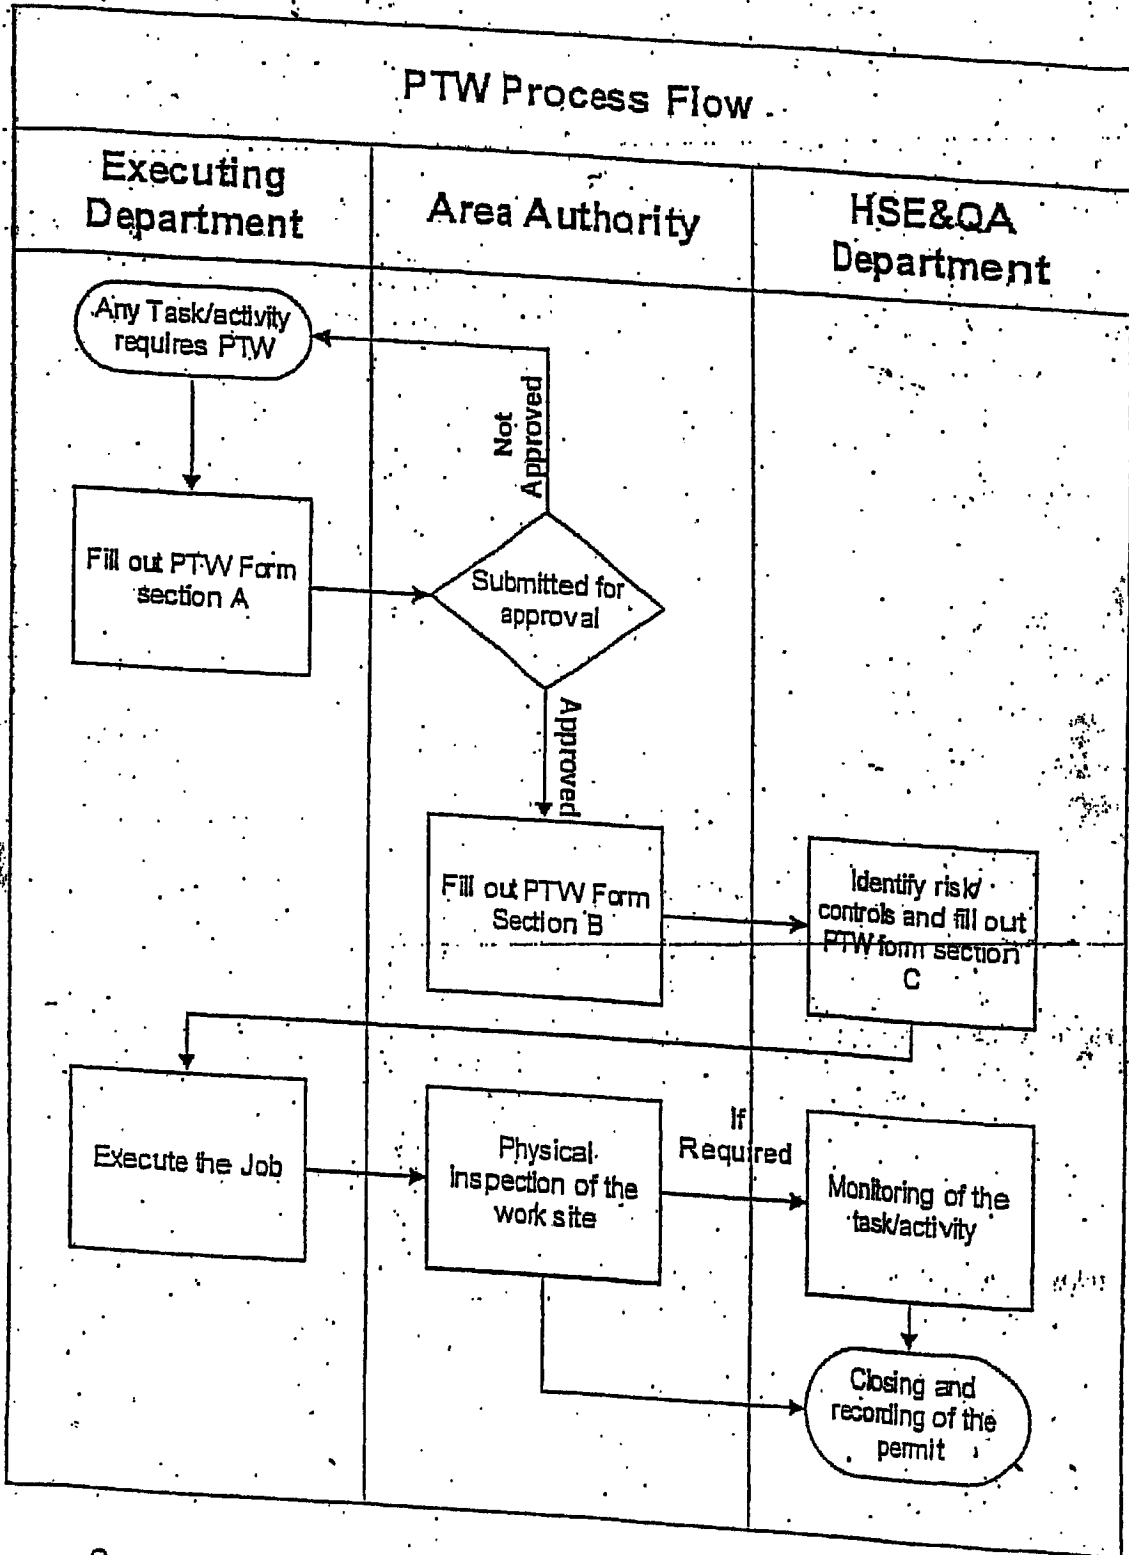 PTW Process Flow
Executing
Department
Area Authority
HSE&QA
Department
Any Task/activity
requires PTW
Not
Approved
Fill out PTW Form
section A
Submitted for
approval
Approved
Fill out PTW Form
Section B
Identify risk/
controls and fill out
PTW form section
C
Execute the Job
Physical
Inspection of the
work site
If
Required
Monitoring of the
task/activity
Closing and
recording of the
permit